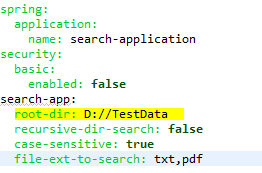 spring:
  application:
    name: search-application
security:
  basic:
    enabled: false
search-app:
  root-dir: D://TestData
  recursive-dir-search: false
  case-sensitive: true
  file-ext-to-search: txt,pdf